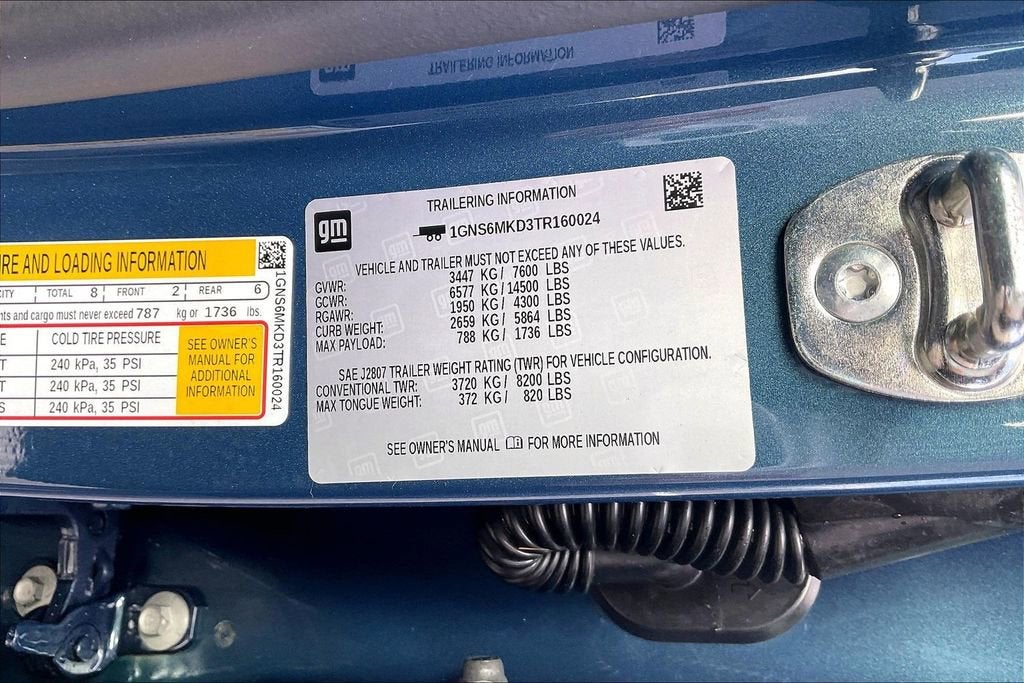 TRAILERING INFORMATION
gm
TRAILERING INFORMATION
1GNS6MKD3TR160024
VEHICLE AND TRAILER MUST NOT EXCEED ANY OF THESE VALUES.
GVWR: 3447 KG / 7600 LBS
GCWR: 6577 KG / 14500 LBS
RGAWR: 1950 KG / 4300 LBS
CURB WEIGHT: 2659 KG / 5864 LBS
MAX PAYLOAD: 788 KG / 1736 LBS
SAE J2807 TRAILER WEIGHT RATING (TWR) FOR VEHICLE CONFIGURATION.
CONVENTIONAL TWR: 3720 KG / 8200 LBS
MAX TONGUE WEIGHT: 372 KG / 820 LBS
SEE OWNER'S MANUAL FOR MORE INFORMATION
AND LOADING INFORMATION
TOTAL 8 FRONT 2 REAR 6
and cargo must never exceed 787 kg or 1736 lbs.
COLD TIRE PRESSURE
240 kPa, 35 PSI
240 kPa, 35 PSI
240 kPa, 35 PSI
SEE OWNER'S
MANUAL FOR
ADDITIONAL
INFORMATION
1GNS6MKD3TR160024